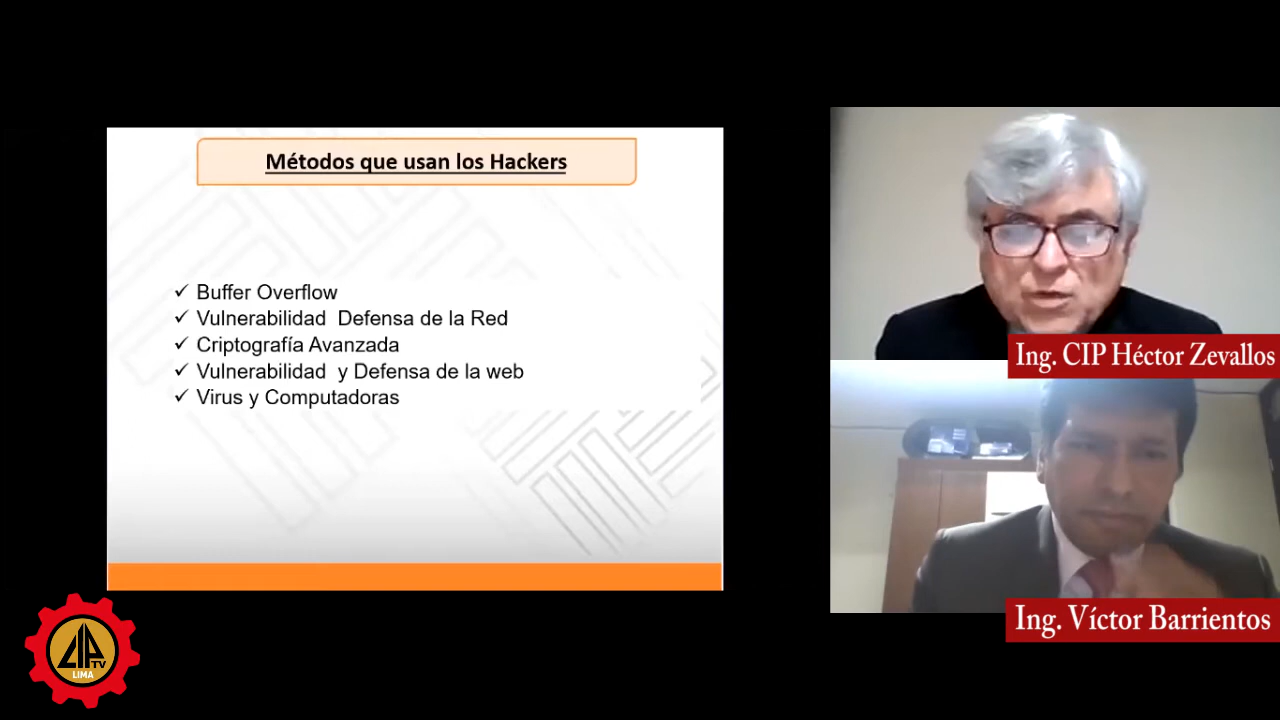 Métodos que usan los Hackers
✓ Buffer Overflow
✓ Vulnerabilidad  Defensa de la Red
✓ Criptografía Avanzada
✓ Vulnerabilidad  y Defensa de la web
✓ Virus y Computadoras
Ing. CIP Héctor Zevallos
Ing. Víctor Barrientos
CIP TV
LIMA